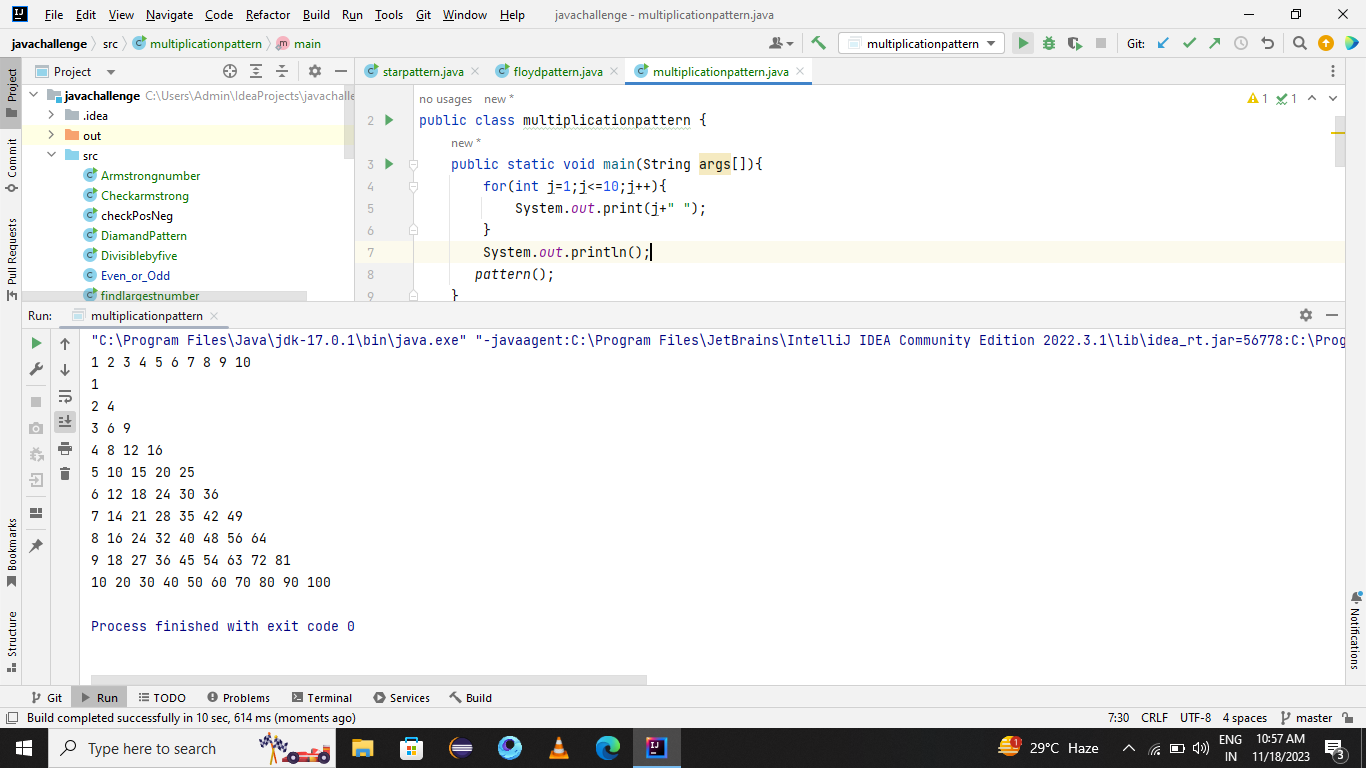 File Edit View Navigate Code Refactor Build Run Tools Git Window Help javachallenge - multiplicationpattern.java
javachallenge src multiplicationpattern main multiplicationpattern Git:
Project starpattern.java floydpattern.java multiplicationpattern.java
Project
Commit
Pull Requests
javachallenge C:\Users\Admin\IdeaProjects\javachalle
.idea
out
src
Armstrongnumber
Checkarmstrong
checkPosNeg
DiamandPattern
Divisiblebyfive
Even_or_Odd
findlargestnumber
no usages new *
1 1
2 public class multiplicationpattern {
new *
3 public static void main(String args[]){
4 for(int j=1;j<=10;j++){
5 System.out.print(j+" ");
6 }
7 System.out.println();
8 pattern();
9 }
Run: multiplicationpattern
"C:\Program Files\Java\jdk-17.0.1\bin\java.exe" "-javaagent:C:\Program Files\JetBrains\IntelliJ IDEA Community Edition 2022.3.1\lib\idea_rt.jar=56778:C:\Prog
1 2 3 4 5 6 7 8 9 10
1
2 4
3 6 9
4 8 12 16
5 10 15 20 25
6 12 18 24 30 36
7 14 21 28 35 42 49
8 16 24 32 40 48 56 64
9 18 27 36 45 54 63 72 81
10 20 30 40 50 60 70 80 90 100
Process finished with exit code 0
Bookmarks
Structure
Notifications
Git Run TODO Problems Terminal Services Build
Build completed successfully in 10 sec, 614 ms (moments ago) 7:30 CRLF UTF-8 4 spaces master
Type here to search 1 29°C Haze ENG IN 10:57 AM 11/18/2023 3